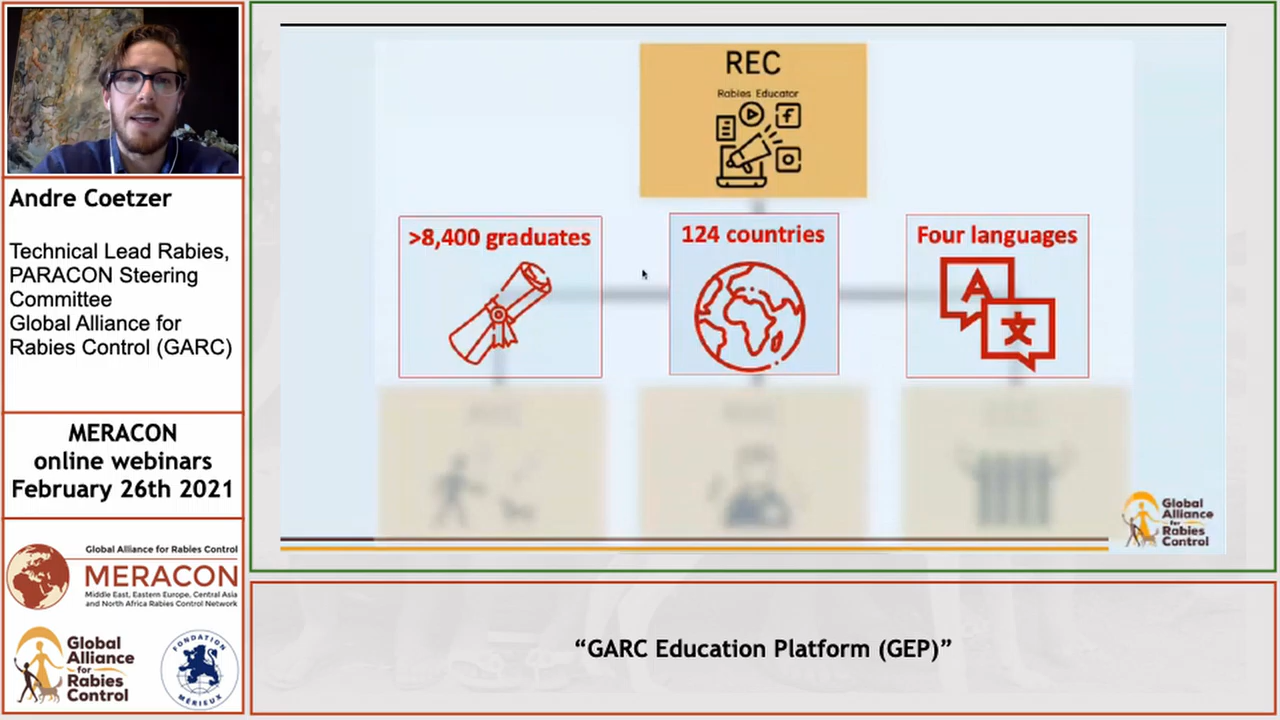 Andre Coetzer
Technical Lead Rabies,
PARACON Steering
Committee
Global Alliance for
Rabies Control (GARC)
MERACON
online webinars
February 26th 2021
Global Alliance for Rabies Control
MERACON
Middle East, Eastern Europe, Central Asia
and North Africa Rabies Control Network
Global
Alliance
for
Rabies
Control
FONDATION
MÉRIEUX
REC
Rabies Educator
>8,400 graduates
124 countries
Four languages
A
文
Global
Alliance
for
Rabies
Control
“GARC Education Platform (GEP)”